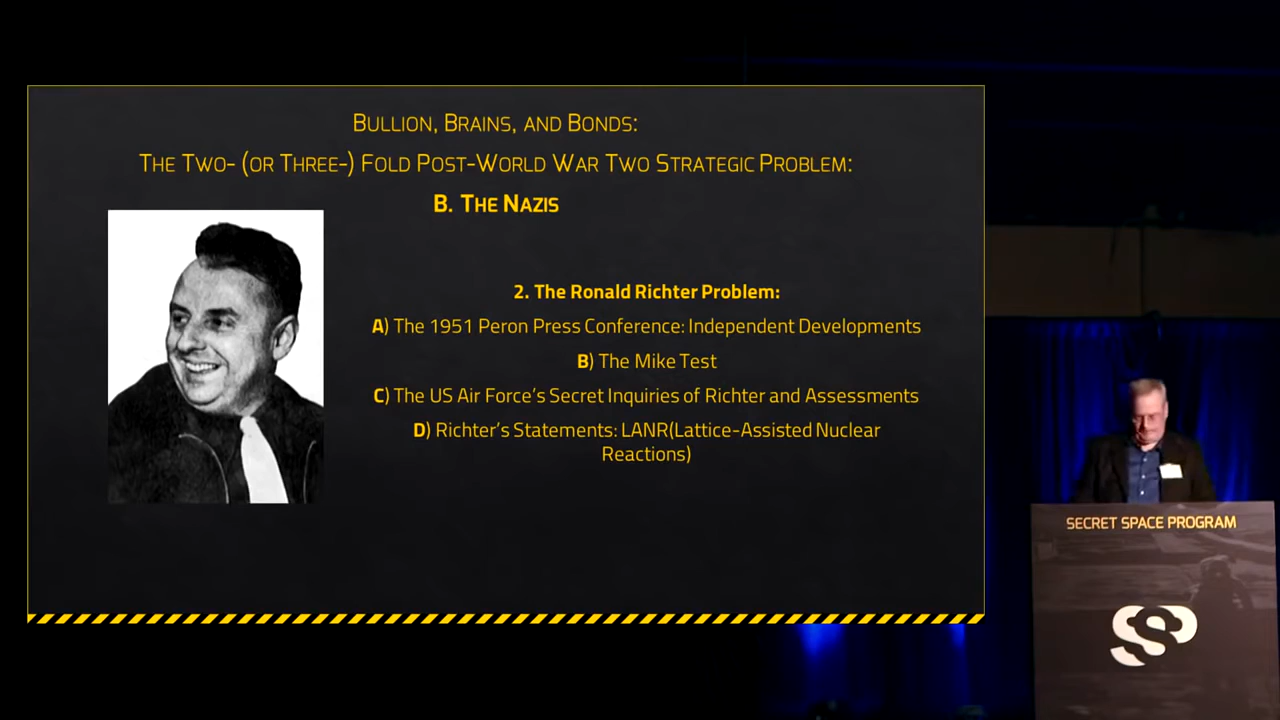 Bullion, Brains, and Bonds:
The Two- (or Three-) Fold Post-World War Two Strategic Problem:
B. The Nazis
2. The Ronald Richter Problem:
A) The 1951 Peron Press Conference: Independent Developments
B) The Mike Test
C) The US Air Force's Secret Inquiries of Richter and Assessments
D) Richter's Statements: LANR(Lattice-Assisted Nuclear
Reactions)
SECRET SPACE PROGRAM
SSP